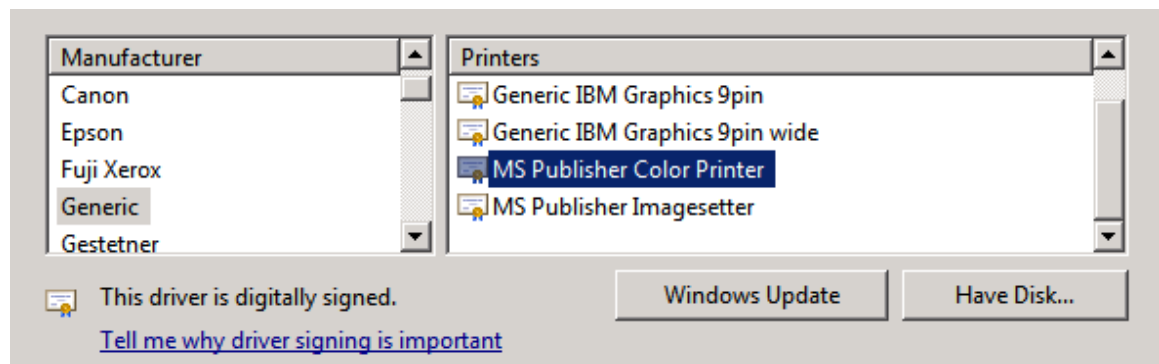 Manufacturer
Canon
Epson
Fuji Xerox
Generic
Gestetner
Printers
Generic IBM Graphics 9pin
Generic IBM Graphics 9pin wide
MS Publisher Color Printer
MS Publisher Imagesetter
This driver is digitally signed.
Tell me why driver signing is important
Windows Update
Have Disk...